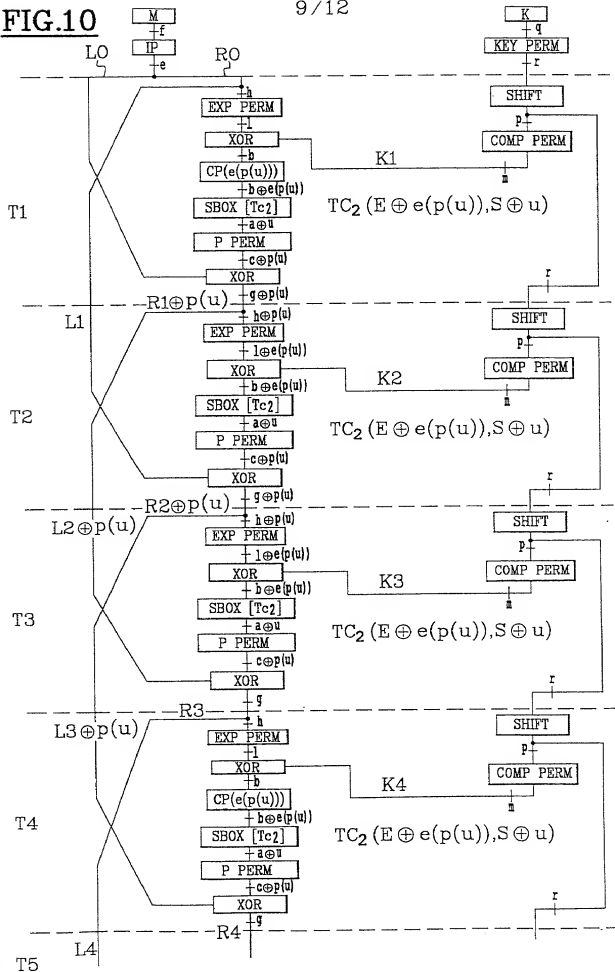 9/12
FIG.10
M
K
f
q
IP
KEY PERM
e
r
L0
R0
h
SHIFT
EXP PERM
p
l
XOR
COMP PERM
b
K1
CP(e(p(u)))
m
b⊕e(p(u))
T1
SBOX [Tc2]
TC₂(E⊕e(p(u)),S⊕u)
a⊕u
P PERM
c⊕p(u)
XOR
r
g⊕p(u)
R1⊕p(u)
L1
h⊕p(u)
SHIFT
EXP PERM
p
l⊕e(p(u))
XOR
COMP PERM
K2
b⊕e(p(u))
m
T2
SBOX [Tc2]
TC₂(E⊕e(p(u)),S⊕u)
a⊕u
P PERM
c⊕p(u)
XOR
r
g⊕p(u)
R2⊕p(u)
L2⊕p(u)
h⊕p(u)
SHIFT
EXP PERM
p
l⊕e(p(u))
XOR
COMP PERM
K3
b⊕e(p(u))
m
T3
SBOX [Tc2]
TC₂(E⊕e(p(u)),S⊕u)
a⊕u
P PERM
c⊕p(u)
XOR
r
g
R3
L3⊕p(u)
h
SHIFT
EXP PERM
p
l
XOR
COMP PERM
b
K4
CP(e(p(u)))
m
T4
b⊕e(p(u))
SBOX [Tc2]
TC₂(E⊕e(p(u)),S⊕u)
a⊕u
P PERM
c⊕p(u)
r
XOR
g
R4
L4
T5